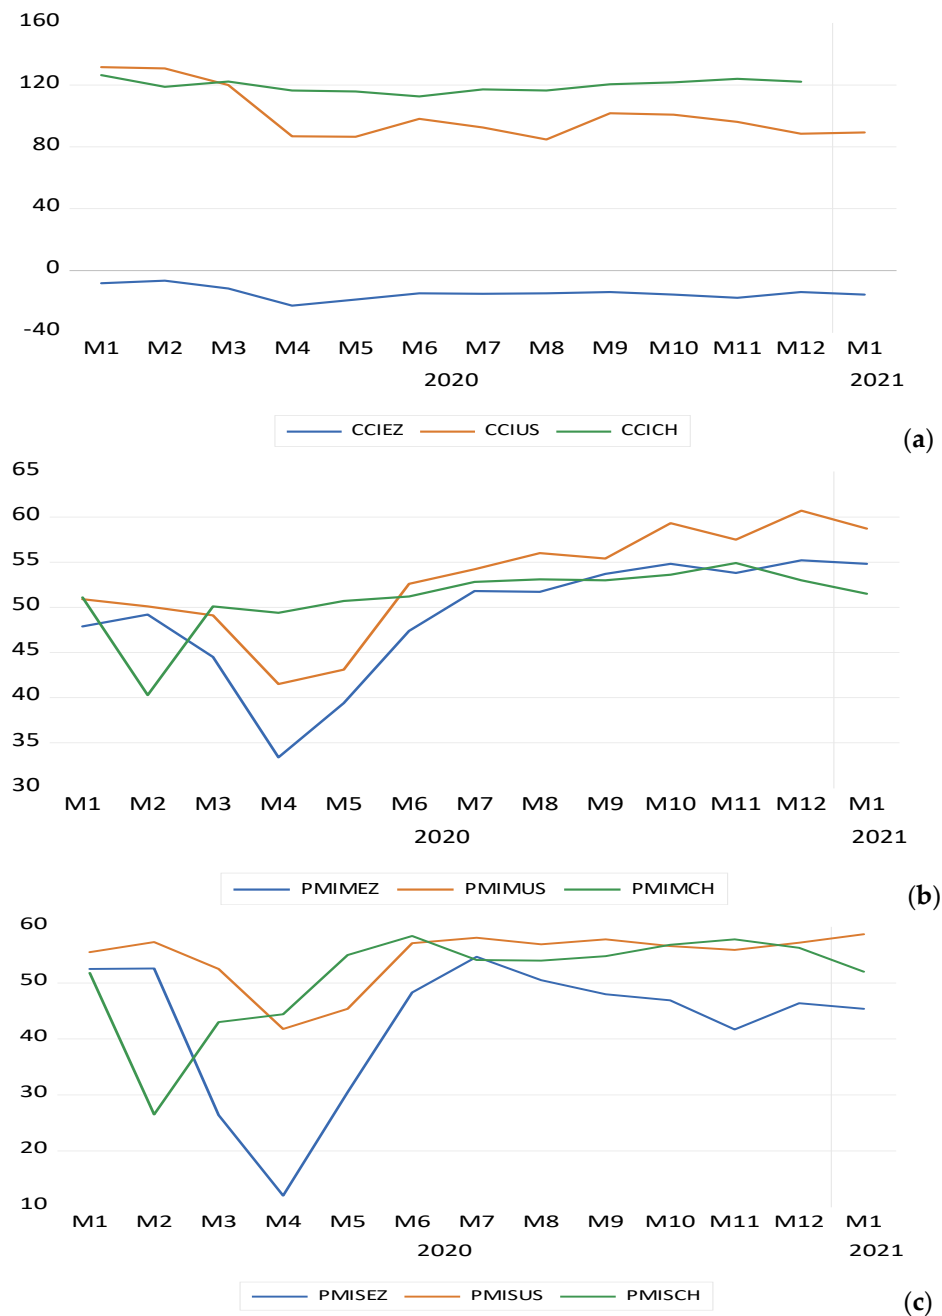 160
120
80
40
0
-40
M1 M2 M3 M4 M5 M6 M7 M8 M9 M10 M11 M12 M1
2020 2021
CCIEZ CCIUS CCICH
(a)
65
60
55
50
45
40
35
30
M1 M2 M3 M4 M5 M6 M7 M8 M9 M10 M11 M12 M1
2020 2021
PMIMEZ PMIMUS PMIMCH
(b)
60
50
40
30
20
10
M1 M2 M3 M4 M5 M6 M7 M8 M9 M10 M11 M12 M1
2020 2021
PMISEZ PMISUS PMISCH
(c)